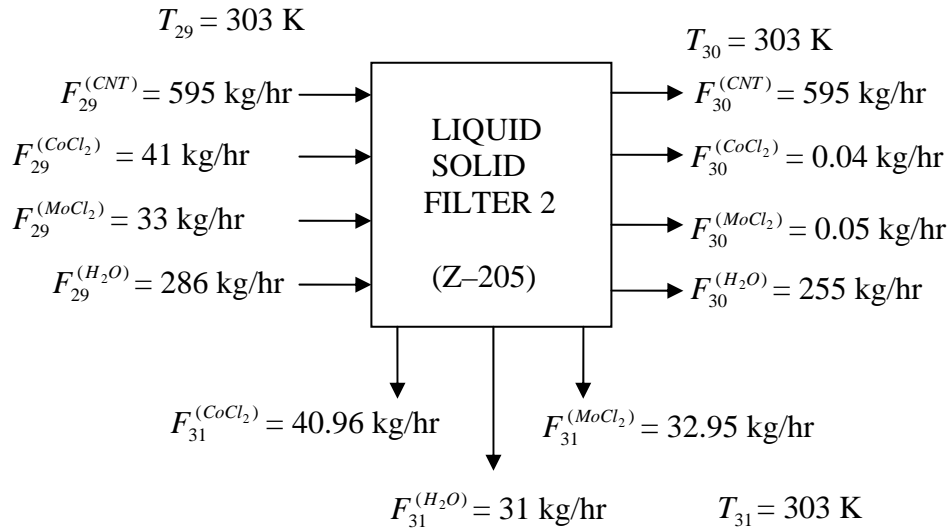 T₂₉ = 303 K
T₃₀ = 303 K
F₂₉^(CNT) = 595 kg/hr
F₂₉^(CoCl₂) = 41 kg/hr
F₂₉^(MoCl₂) = 33 kg/hr
F₂₉^(H₂O) = 286 kg/hr
LIQUID
SOLID
FILTER 2
(Z–205)
F₃₀^(CNT) = 595 kg/hr
F₃₀^(CoCl₂) = 0.04 kg/hr
F₃₀^(MoCl₂) = 0.05 kg/hr
F₃₀^(H₂O) = 255 kg/hr
F₃₁^(CoCl₂) = 40.96 kg/hr
F₃₁^(MoCl₂) = 32.95 kg/hr
F₃₁^(H₂O) = 31 kg/hr
T₃₁ = 303 K